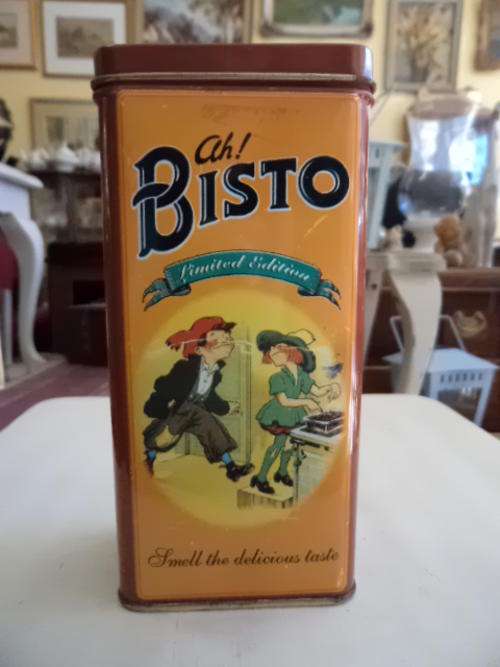 Ah!
BISTO
Limited Edition
Smell the delicious taste